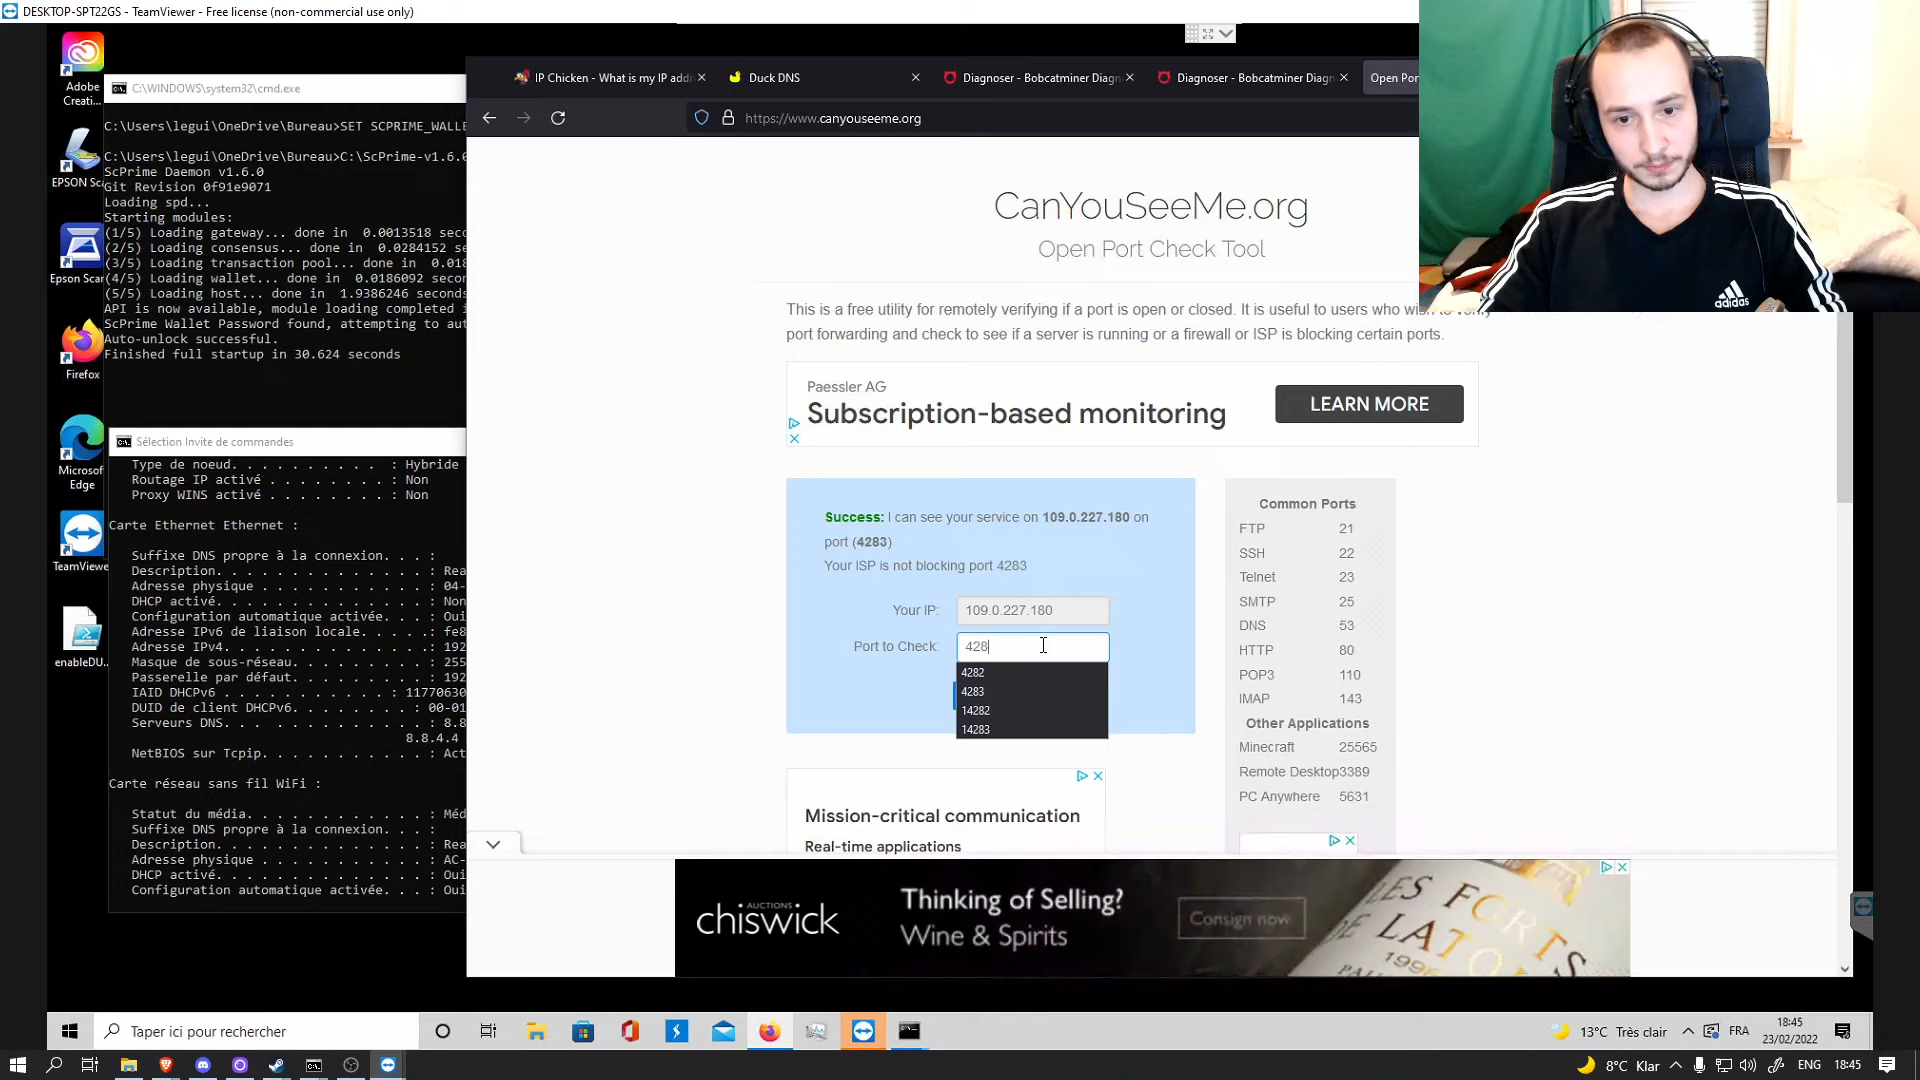 DESKTOP-SPT22GS - TeamViewer - Free license (non-commercial use only)
Adobe
Creati...
EPSON Sca
Epson Scan
Firefox
Microsoft
Edge
TeamViewer
enableDU...
C:\WINDOWS\system32\cmd.exe
C:\Users\legui\OneDrive\Bureau>SET SCPRIME_WALLE
C:\Users\legui\OneDrive\Bureau>C:\ScPrime-v1.6.0
ScPrime Daemon v1.6.0
Git Revision 0f91e9071
Loading spd...
Starting modules:
(1/5) Loading gateway... done in  0.0013518 seco
(2/5) Loading consensus... done in  0.0284152 se
(3/5) Loading transaction pool... done in  0.018
(4/5) Loading wallet... done in  0.0186092 secon
(5/5) Loading host... done in  1.9386246 seconds
API is now available, module loading completed i
ScPrime Wallet Password found, attempting to aut
Auto-unlock successful.
Finished full startup in 30.624 seconds
Sélection Invite de commandes
Type de noeud. . . . . . . . . . : Hybride
Routage IP activé . . . . . . . . : Non
Proxy WINS activé . . . . . . . . : Non
Carte Ethernet Ethernet :
Suffixe DNS propre à la connexion. . . :
Description. . . . . . . . . . . . . . : Rea
Adresse physique . . . . . . . . . . . : 04-
DHCP activé. . . . . . . . . . . . . . : Non
Configuration automatique activée. . . : Oui
Adresse IPv6 de liaison locale. . . . .: fe8
Adresse IPv4. . . . . . . . . . . . . .: 192
Masque de sous-réseau. . . . . . . . . : 255
Passerelle par défaut. . . . . . . . . : 192
IAID DHCPv6 . . . . . . . . . . . : 11770630
DUID de client DHCPv6. . . . . . . . : 00-01
Serveurs DNS. . . . . . . . . . . . . : 8.8.
8.8.4.4
NetBIOS sur Tcpip. . . . . . . . . . . : Act
Carte réseau sans fil WiFi :
Statut du média. . . . . . . . . . . . : Méd
Suffixe DNS propre à la connexion. . . :
Description. . . . . . . . . . . . . . : Rea
Adresse physique . . . . . . . . . . . : AC-
DHCP activé. . . . . . . . . . . . . . : Oui
Configuration automatique activée. . . : Oui
IP Chicken - What is my IP addr
Duck DNS
Diagnoser - Bobcatminer Diagn
Diagnoser - Bobcatminer Diagn
Open Por
https://www.canyouseeme.org
CanYouSeeMe.org
Open Port Check Tool
This is a free utility for remotely verifying if a port is open or closed. It is useful to users who wish to verify
port forwarding and check to see if a server is running or a firewall or ISP is blocking certain ports.
Paessler AG
Subscription-based monitoring
LEARN MORE
Success: I can see your service on 109.0.227.180 on
port (4283)
Your ISP is not blocking port 4283
Your IP: 109.0.227.180
Port to Check: 428
4282
4283
14282
14283
Common Ports
FTP 21
SSH 22
Telnet 23
SMTP 25
DNS 53
HTTP 80
POP3 110
IMAP 143
Other Applications
Minecraft 25565
Remote Desktop3389
PC Anywhere 5631
Mission-critical communication
Real-time applications
AUCTIONS
chiswick
Thinking of Selling?
Wine & Spirits
Consign now
adidas
Taper ici pour rechercher
13°C Très clair
FRA
18:45
23/02/2022
8°C Klar
ENG
18:45